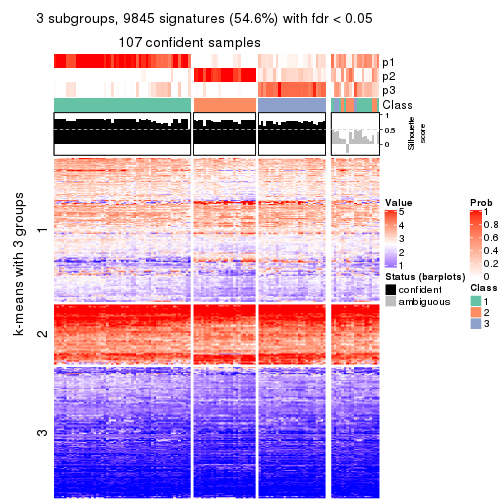 3 subgroups, 9845 signatures (54.6%) with fdr < 0.05
107 confident samples
p1
p2
p3
Class
1
0.5
0
Silhouette
score
k-means with 3 groups
1
2
3
Value
5
4
3
2
1
Status (barplots)
confident
ambiguous
Prob
1
0.8
0.6
0.4
0.2
0
Class
1
2
3